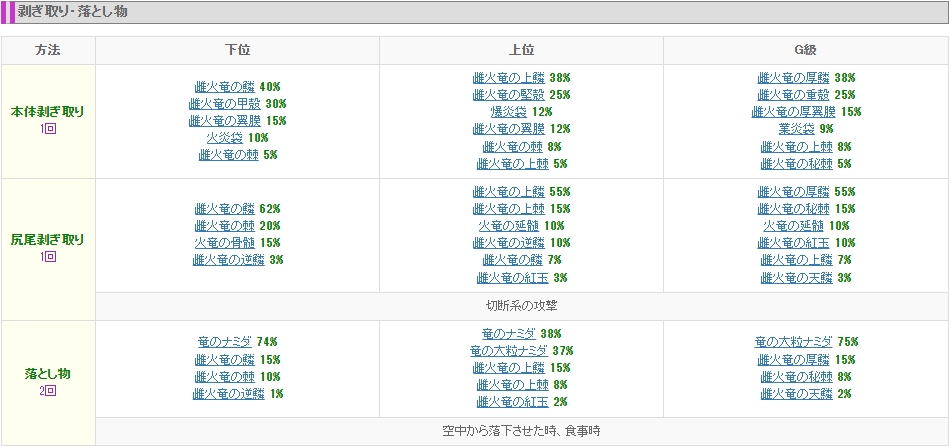 剥ぎ取り・落とし物
方法 下位 上位 G級
本体剥ぎ取り
1回
雌火竜の鱗 40%
雌火竜の甲殻 30%
雌火竜の翼膜 15%
火炎袋 10%
雌火竜の棘 5%
雌火竜の上鱗 38%
雌火竜の堅殻 25%
爆炎袋 12%
雌火竜の翼膜 12%
雌火竜の棘 8%
雌火竜の上棘 5%
雌火竜の厚鱗 38%
雌火竜の重殻 25%
雌火竜の厚翼膜 15%
業炎袋 9%
雌火竜の上棘 8%
雌火竜の秘棘 5%
尻尾剥ぎ取り
1回
雌火竜の鱗 62%
雌火竜の棘 20%
火竜の骨髄 15%
雌火竜の逆鱗 3%
雌火竜の上鱗 55%
雌火竜の上棘 15%
火竜の延髄 10%
雌火竜の逆鱗 10%
雌火竜の鱗 7%
雌火竜の紅玉 3%
雌火竜の厚鱗 55%
雌火竜の秘棘 15%
火竜の延髄 10%
雌火竜の紅玉 10%
雌火竜の上鱗 7%
雌火竜の天鱗 3%
切断系の攻撃
落とし物
2回
竜のナミダ 74%
雌火竜の鱗 15%
雌火竜の棘 10%
雌火竜の逆鱗 1%
竜のナミダ 38%
竜の大粒ナミダ 37%
雌火竜の上鱗 15%
雌火竜の上棘 8%
雌火竜の紅玉 2%
竜の大粒ナミダ 75%
雌火竜の厚鱗 15%
雌火竜の秘棘 8%
雌火竜の天鱗 2%
空中から落下させた時、食事時